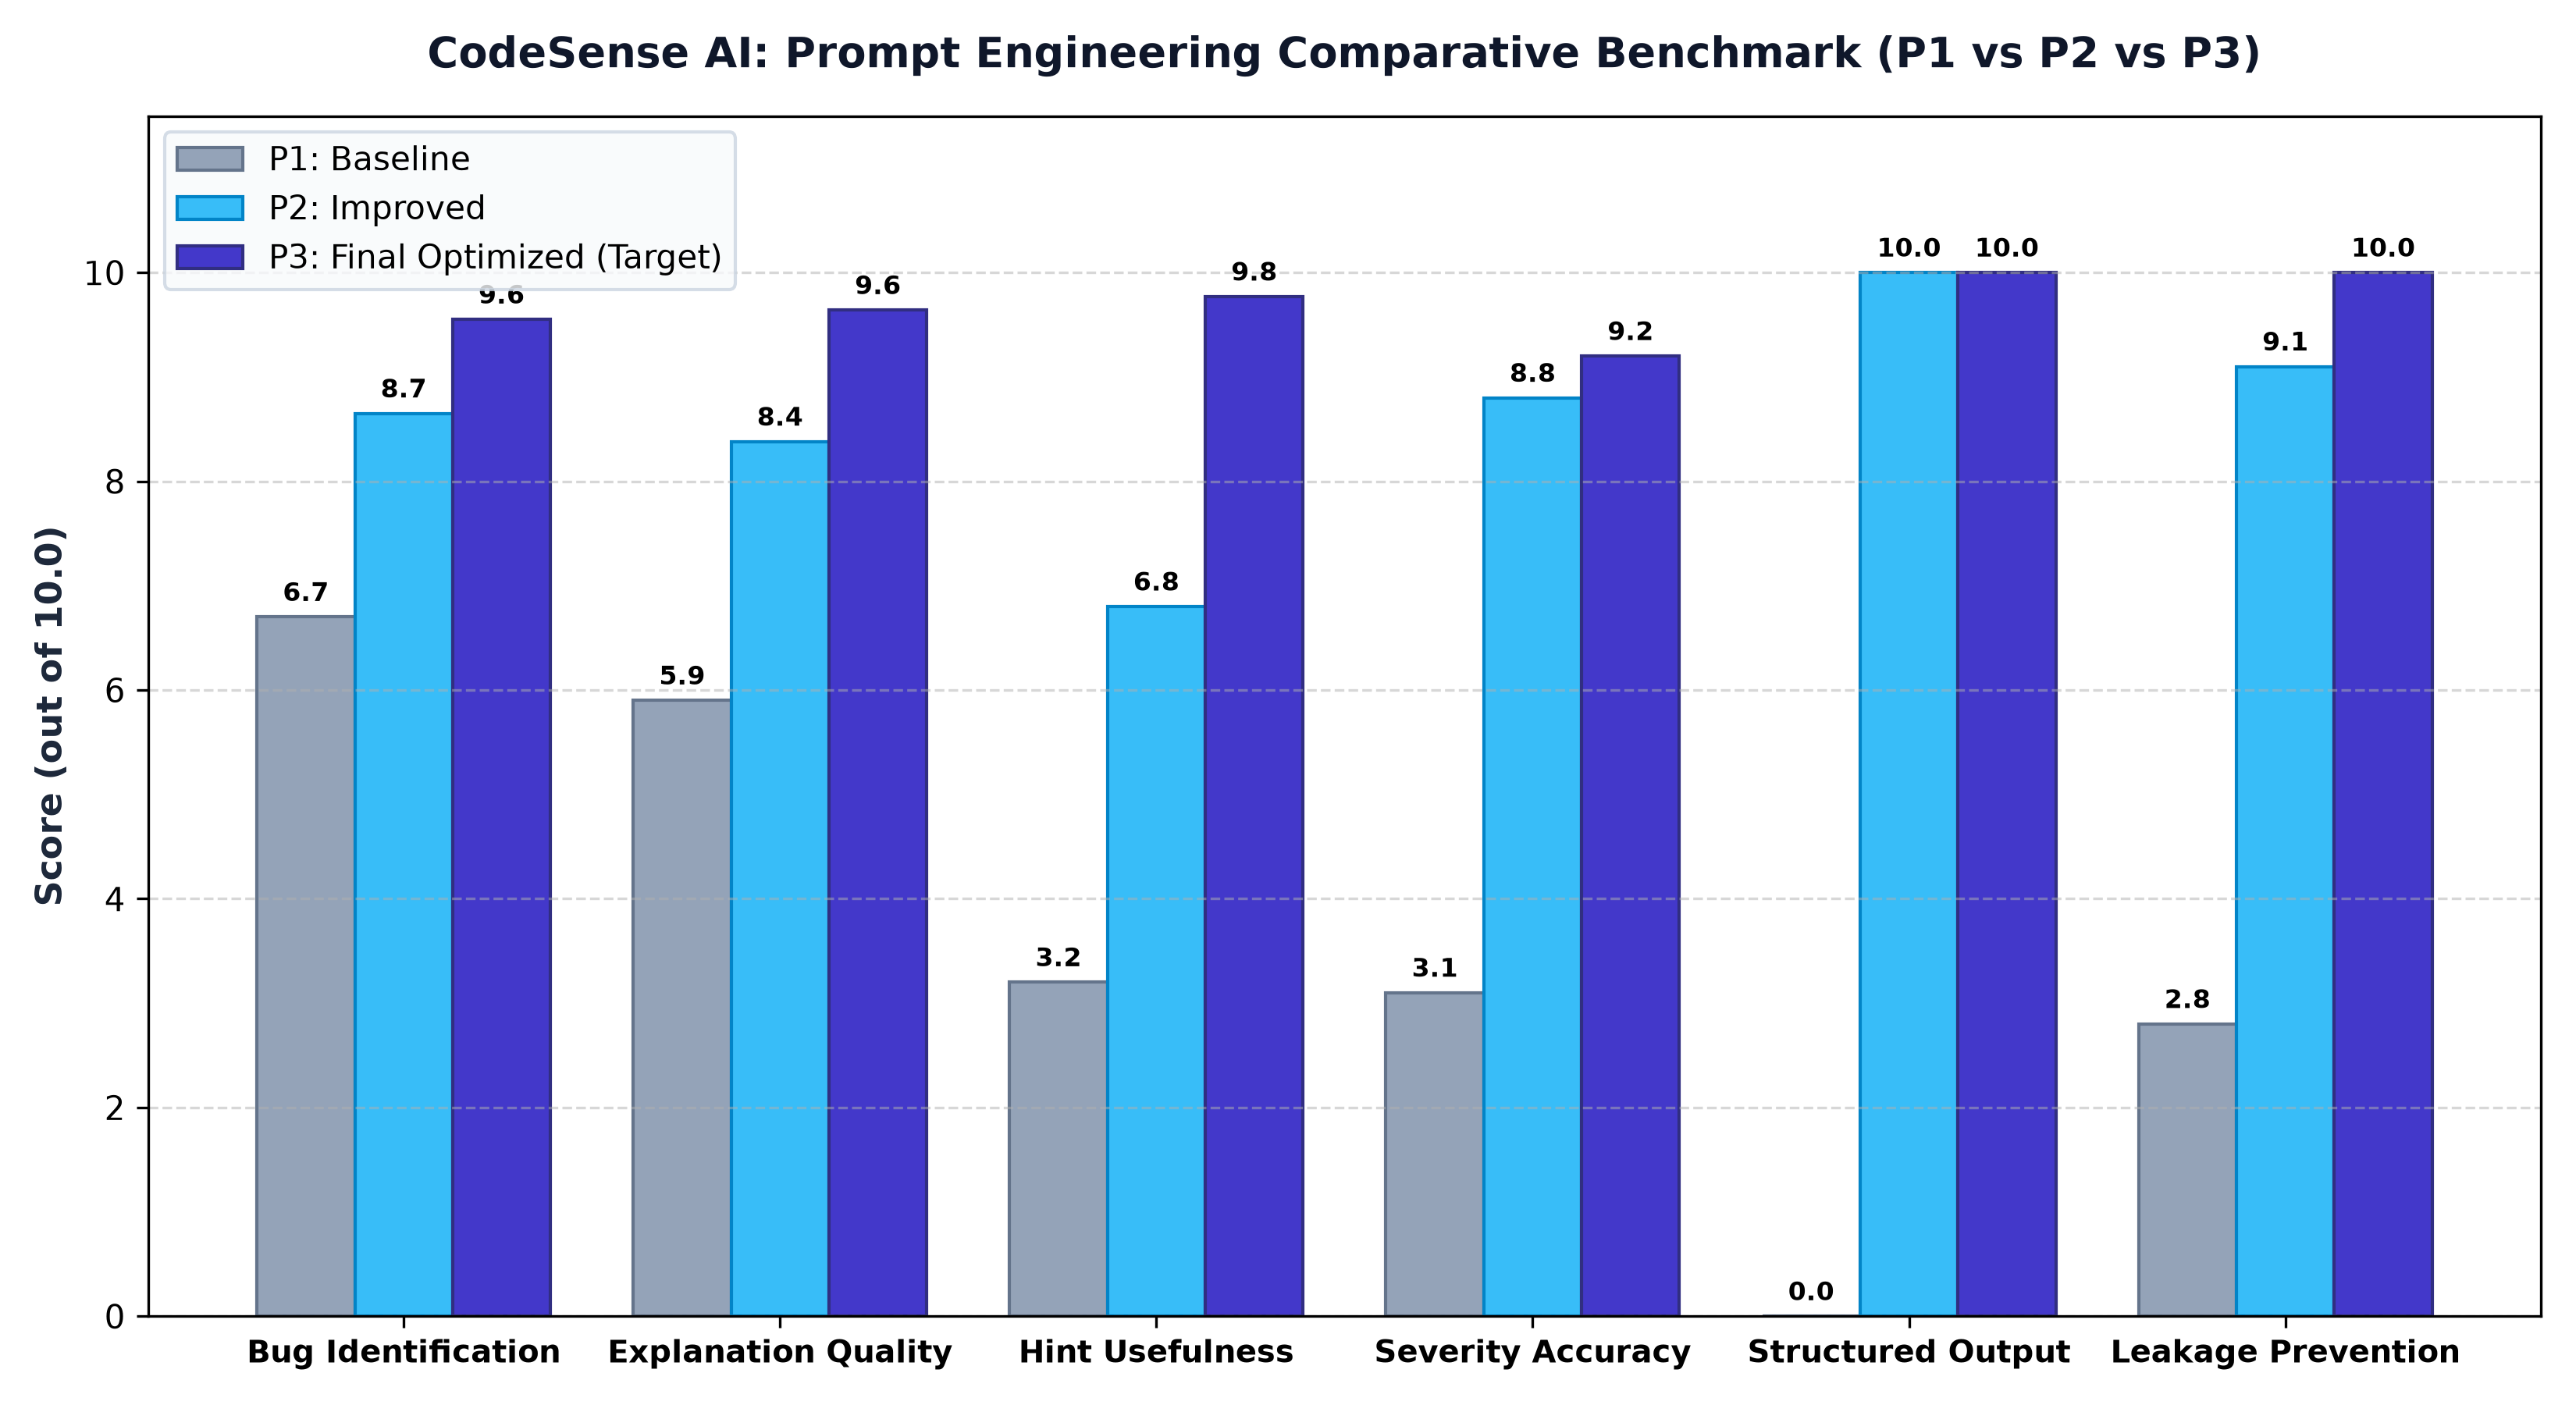 CodeSense AI: Prompt Engineering Comparative Benchmark (P1 vs P2 vs P3)
P1: Baseline
P2: Improved
P3: Final Optimized (Target)
Score (out of 10.0)
10
8
6
4
2
0
6.7
8.7
9.6
5.9
8.4
9.6
3.2
6.8
9.8
3.1
8.8
9.2
0.0
10.0
10.0
2.8
9.1
10.0
Bug Identification
Explanation Quality
Hint Usefulness
Severity Accuracy
Structured Output
Leakage Prevention